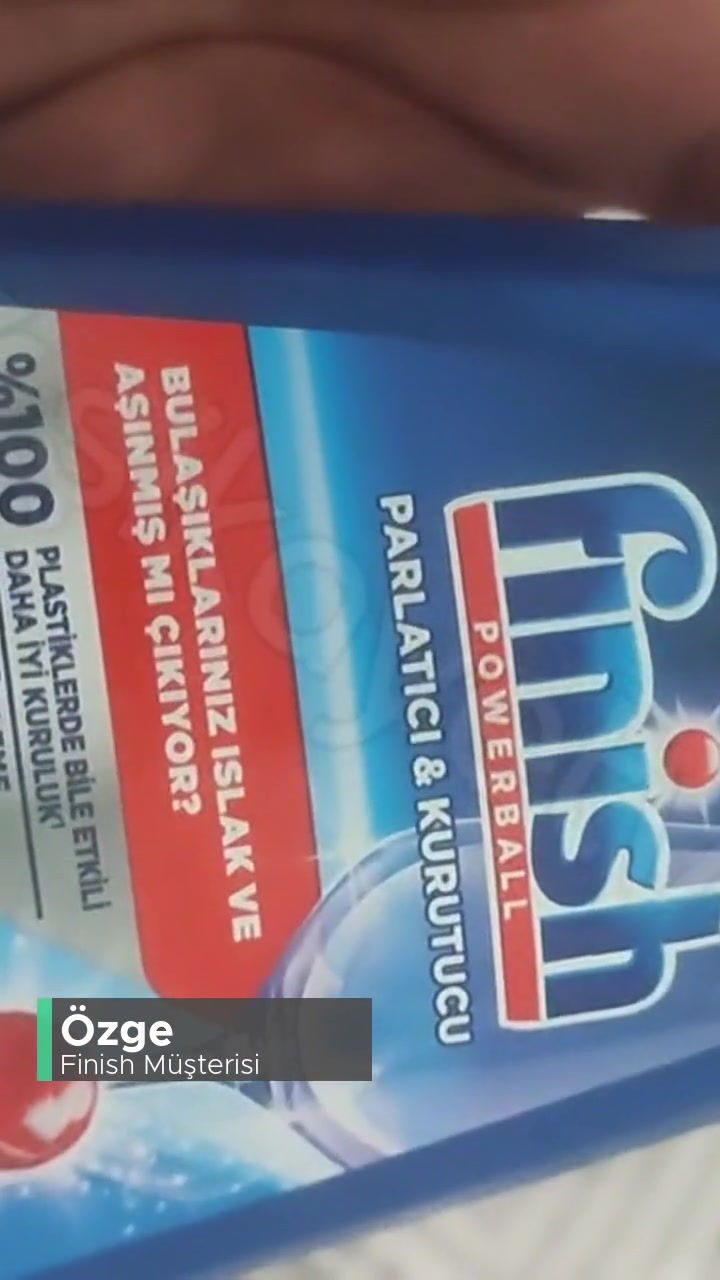 finish
POWERBALL
PARLATICI & KURUTUCU
BULAŞIKLARINIZ ISLAK VE
AŞINMIŞ MI ÇIKIYOR?
%100
PLASTİKLERDE BİLE ETKİLİ
DAHA İYİ KURULUK¹
Özge
Finish Müşterisi